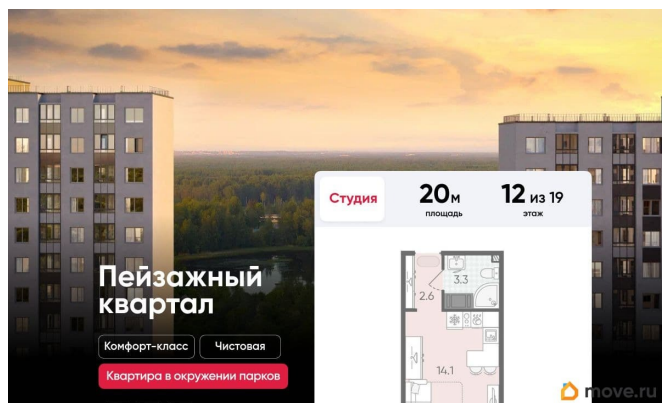 Студия
20м
площадь
12 из 19
этаж
Пейзажный
квартал
3.3
2.6
14.1
Комфорт-класс
Чистовая
Квартира в окружении парков
move.ru